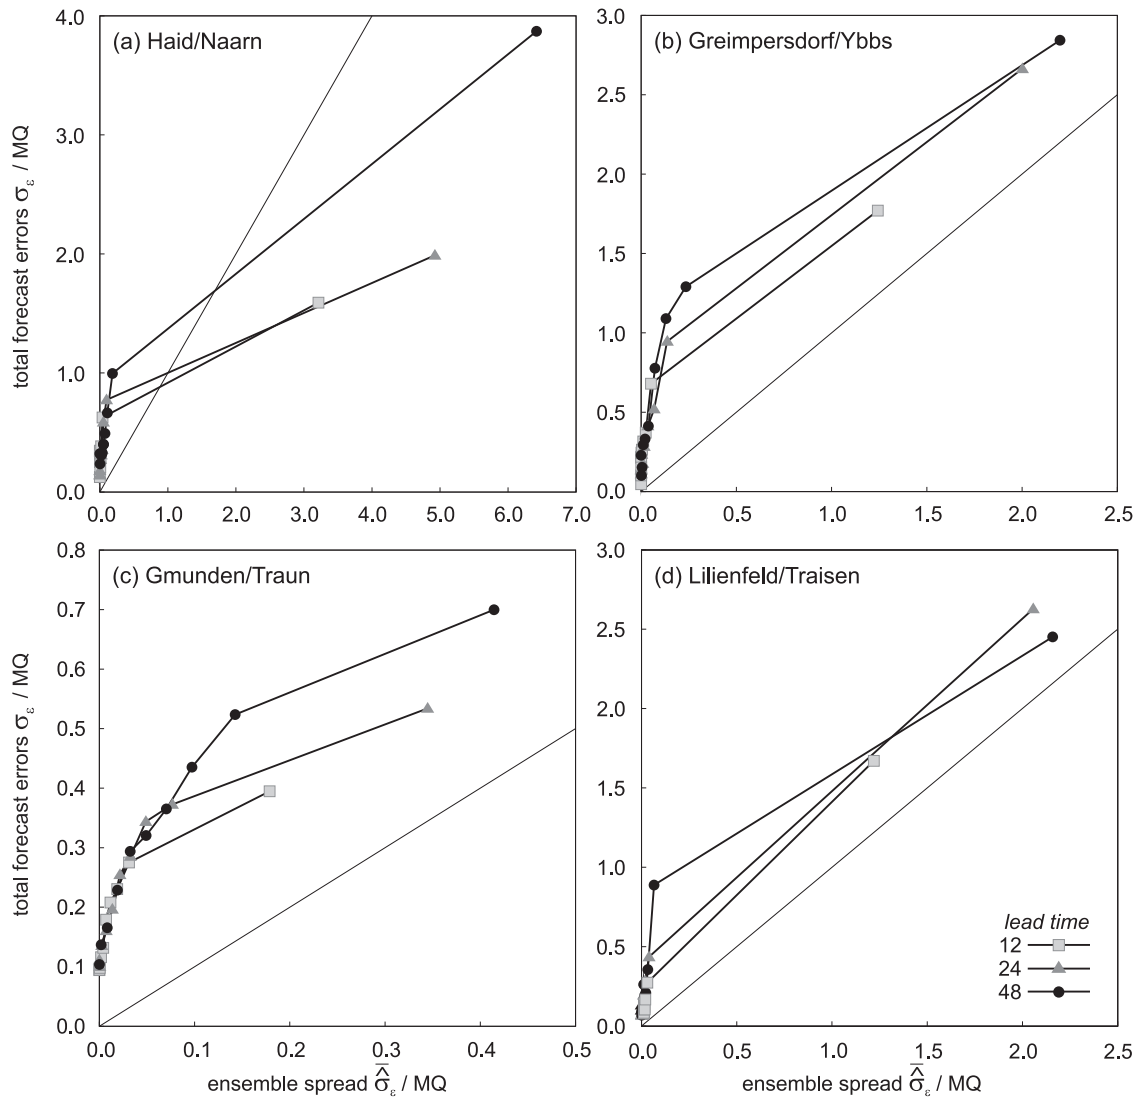 (a) Haid/Naarn
4.0
3.0
2.0
1.0
0.0
0.0 1.0 2.0 3.0 4.0 5.0 6.0 7.0
total forecast errors σε / MQ
(b) Greimpersdorf/Ybbs
3.0
2.5
2.0
1.5
1.0
0.5
0.0
0.0 0.5 1.0 1.5 2.0 2.5
(c) Gmunden/Traun
0.8
0.7
0.6
0.5
0.4
0.3
0.2
0.1
0.0
0.0 0.1 0.2 0.3 0.4 0.5
total forecast errors σε / MQ
ensemble spread σ̂̅ε / MQ
(d) Lilienfeld/Traisen
3.0
2.5
2.0
1.5
1.0
0.5
0.0
0.0 0.5 1.0 1.5 2.0 2.5
lead time
12
24
48
ensemble spread σ̂̅ε / MQ